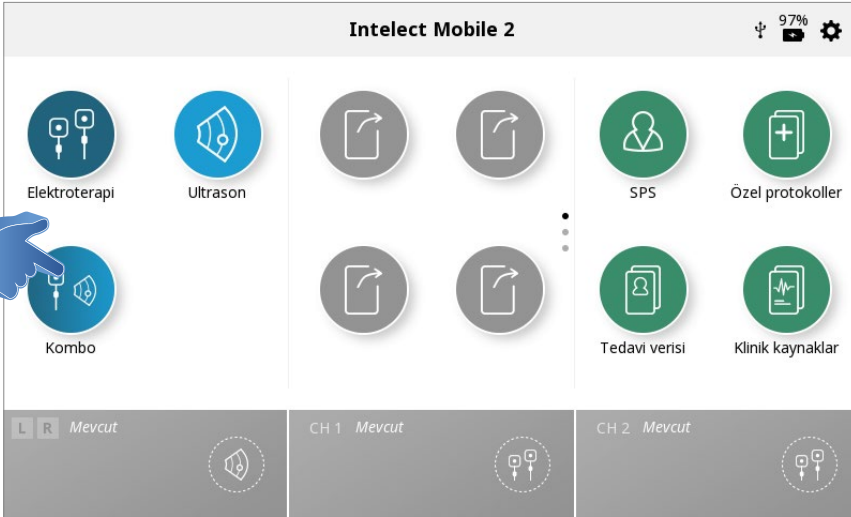 Intelect Mobile 2
97%
Elektroterapi
Ultrason
SPS
Özel protokoller
Kombo
Tedavi verisi
Klinik kaynaklar
L R Mevcut
CH 1 Mevcut
CH 2 Mevcut